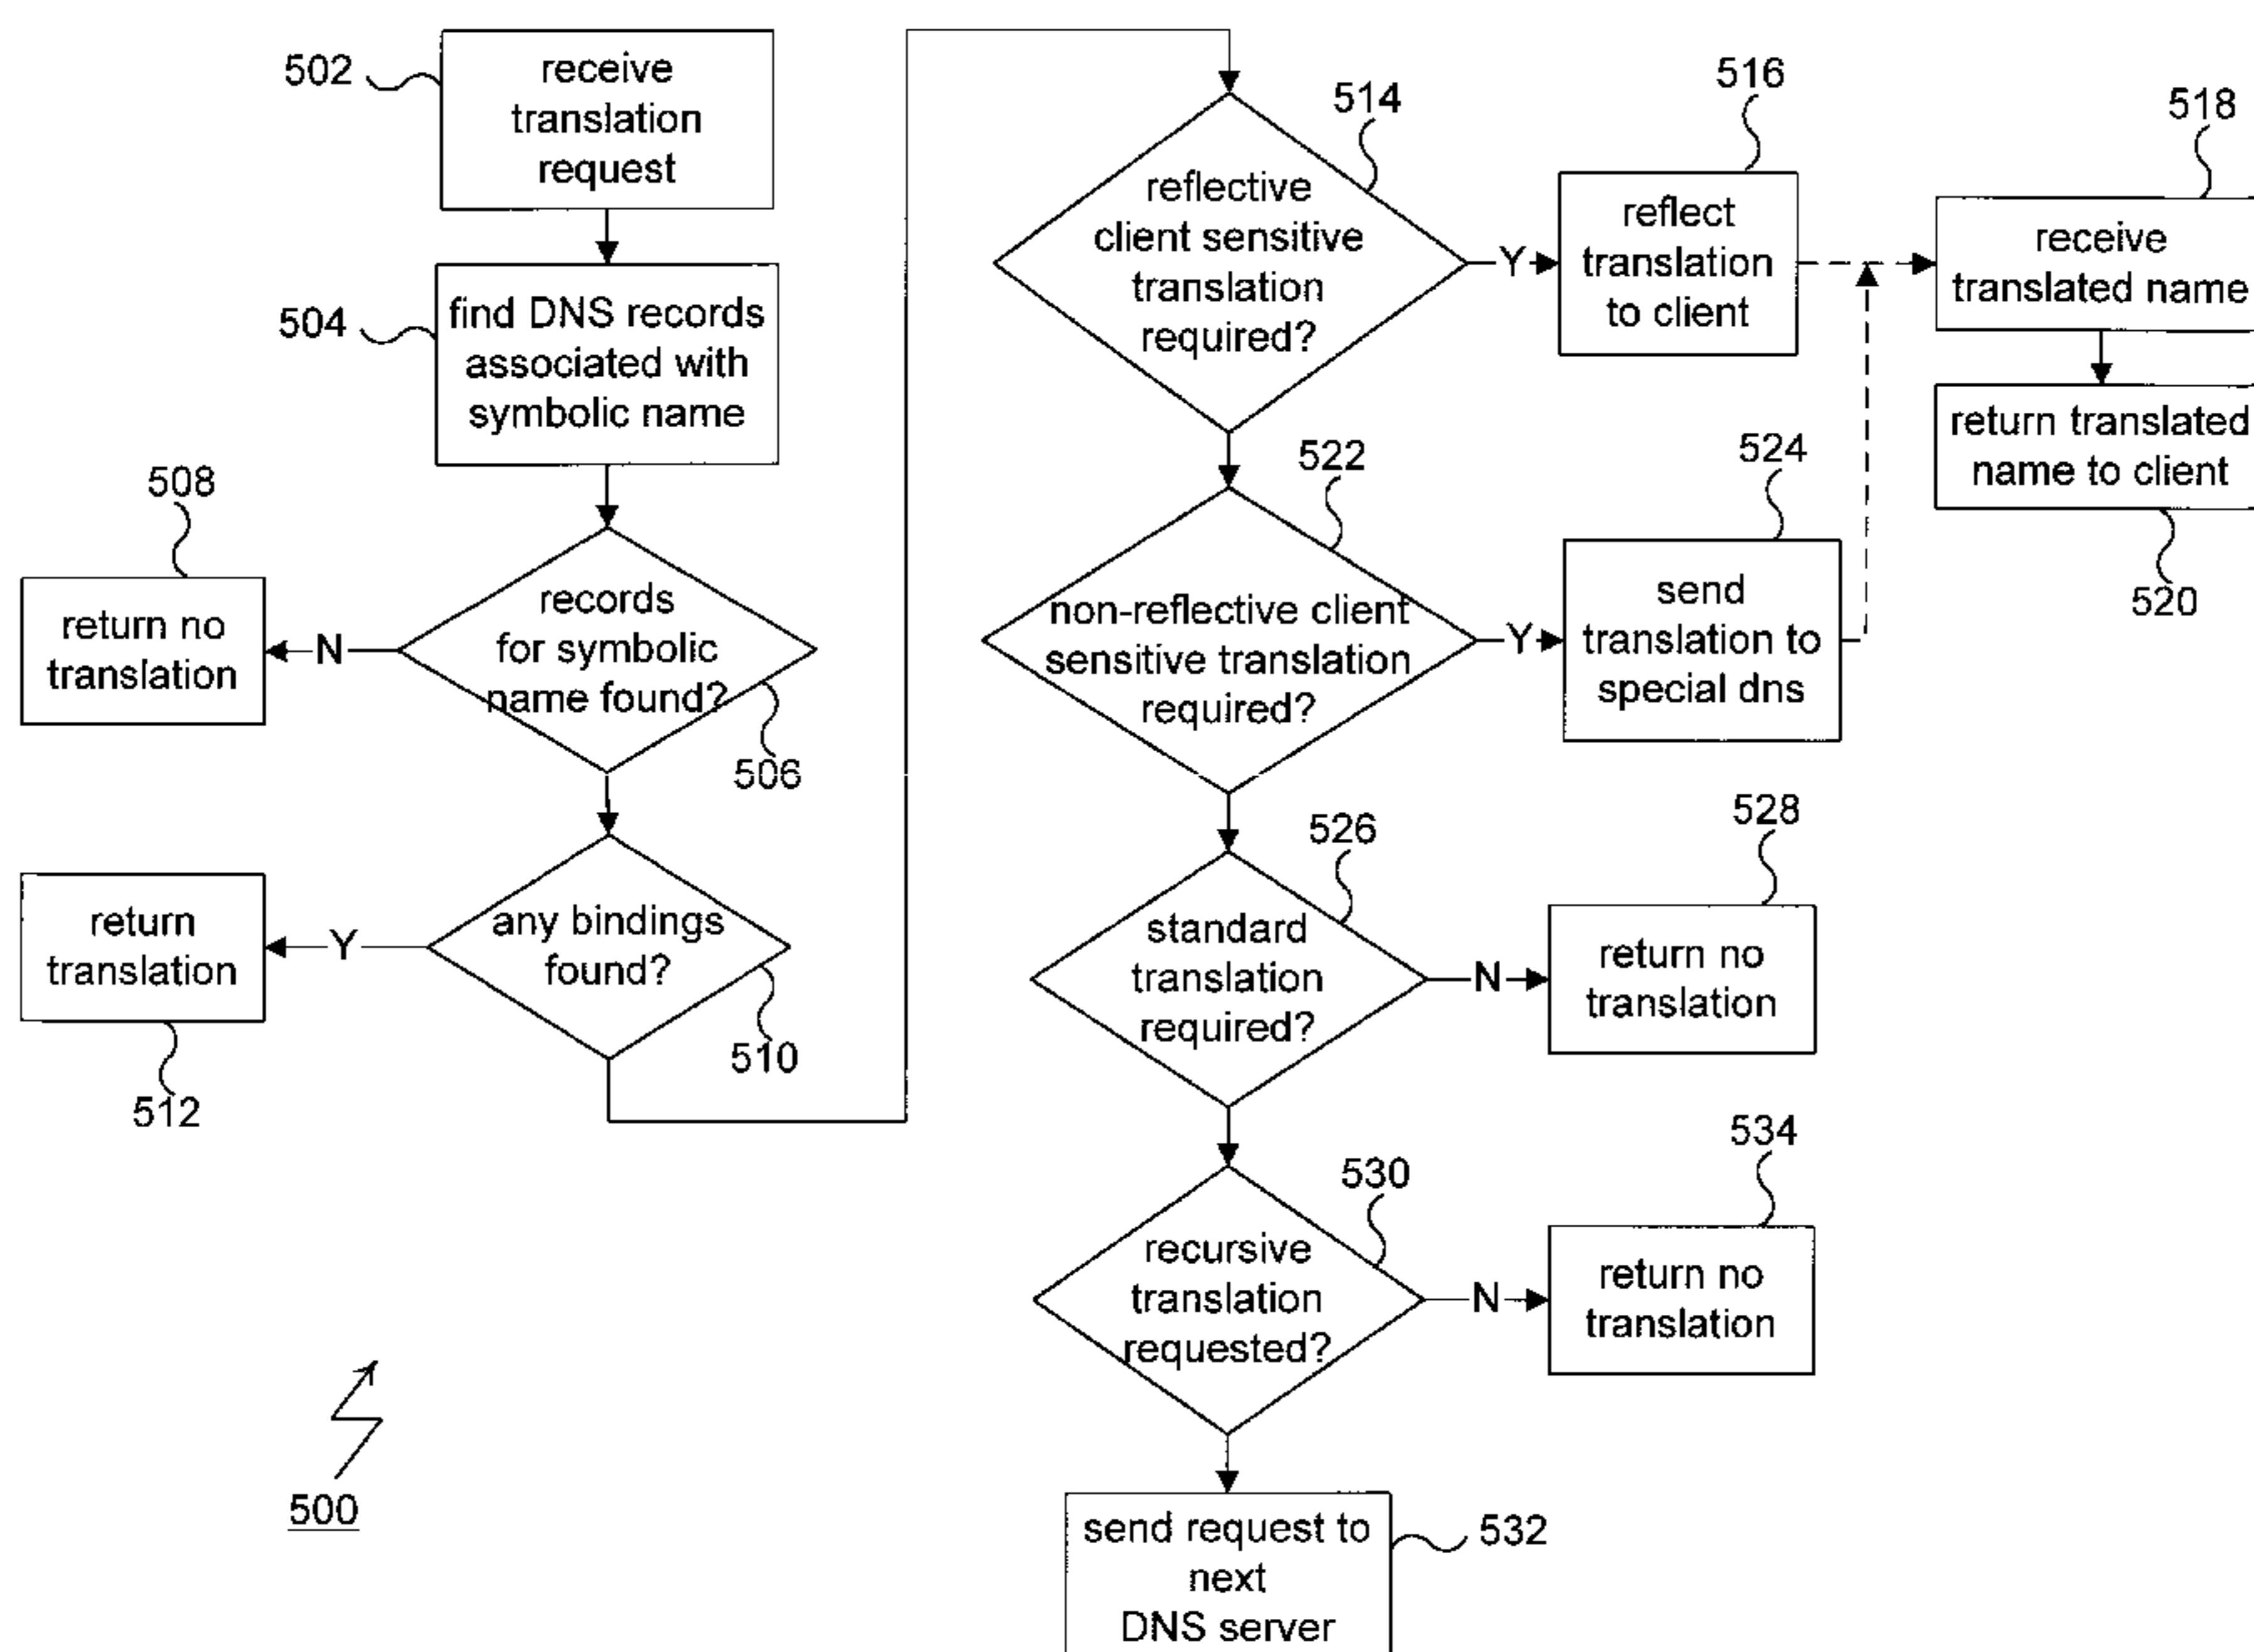 502
receive
translation
request
504
find DNS records
associated with
symbolic name
508
return no
translation
N
records
for symbolic
name found?
506
return
translation
Y
any bindings
found?
510
512
500
514
reflective
client sensitive
translation
required?
Y
516
reflect
translation
to client
518
receive
translated name
return translated
name to client
520
522
non-reflective client
sensitive translation
required?
Y
524
send
translation to
special dns
526
standard
translation
required?
N
528
return no
translation
530
recursive
translation
requested?
N
534
return no
translation
send request to
next
DNS server
532